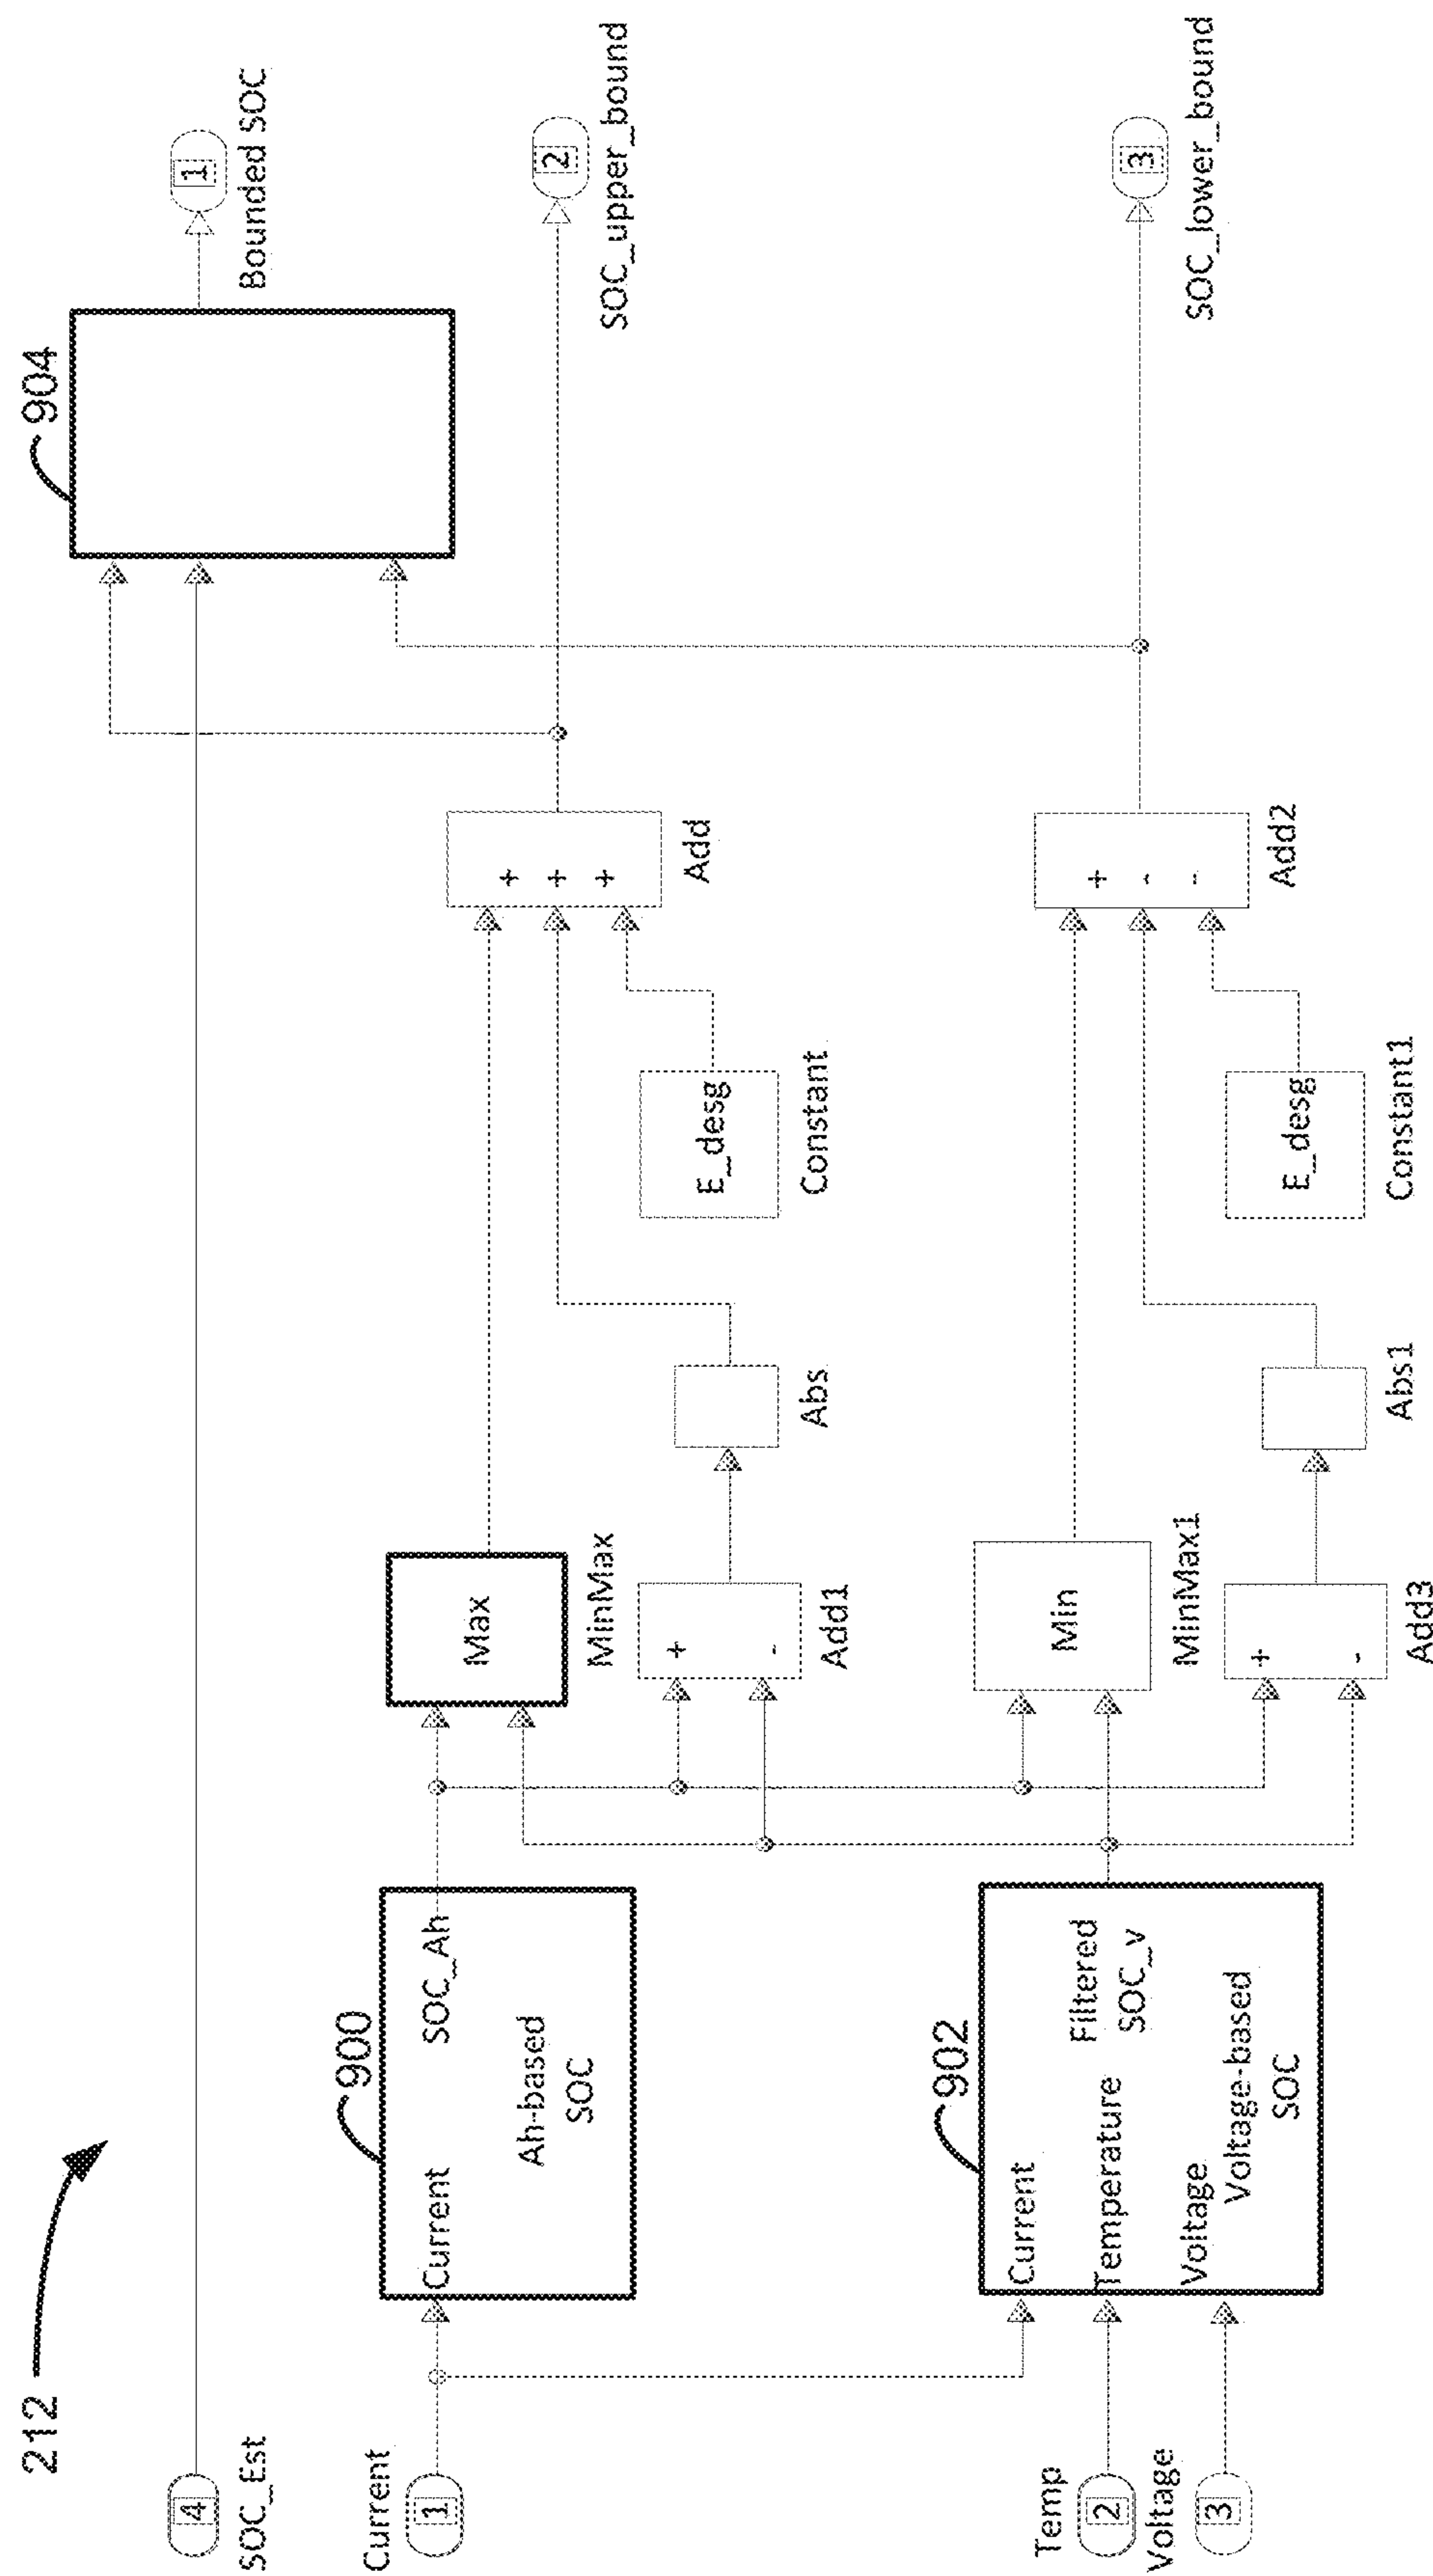 212
4
SOC_Est
904
1
Bounded SOC
Current
1
900
Current
SOC_Ah
Ah-based
SOC
Max
MinMax
+
-
Add1
Abs
E_desg
Constant
+
+
+
Add
2
SOC_upper_bound
Temp
2
Voltage
3
902
Current
Temperature
Voltage
Filtered
SOC_v
Voltage-based
SOC
Min
MinMax1
+
-
Add3
Abs1
E_desg
Constant1
+
-
-
Add2
3
SOC_lower_bound